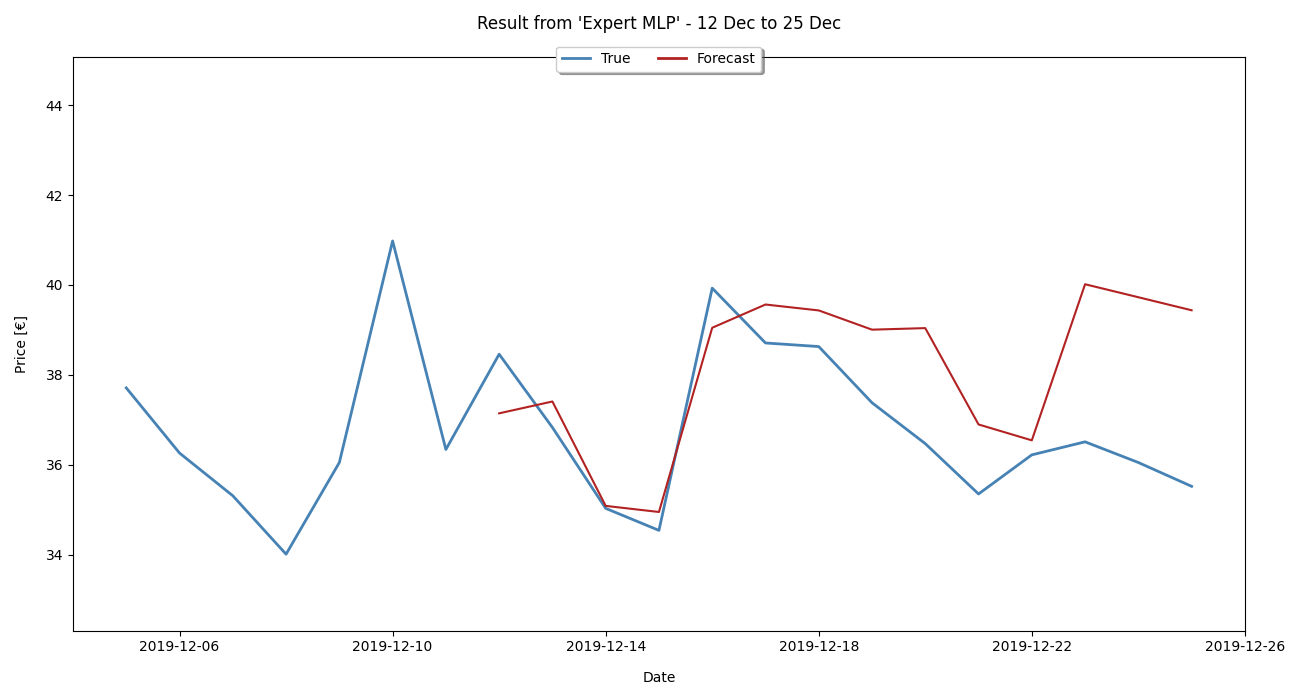 Result from 'Expert MLP' - 12 Dec to 25 Dec
True Forecast
44
42
40
38
36
34
Price [€]
2019-12-06 2019-12-10 2019-12-14 2019-12-18 2019-12-22 2019-12-26
Date